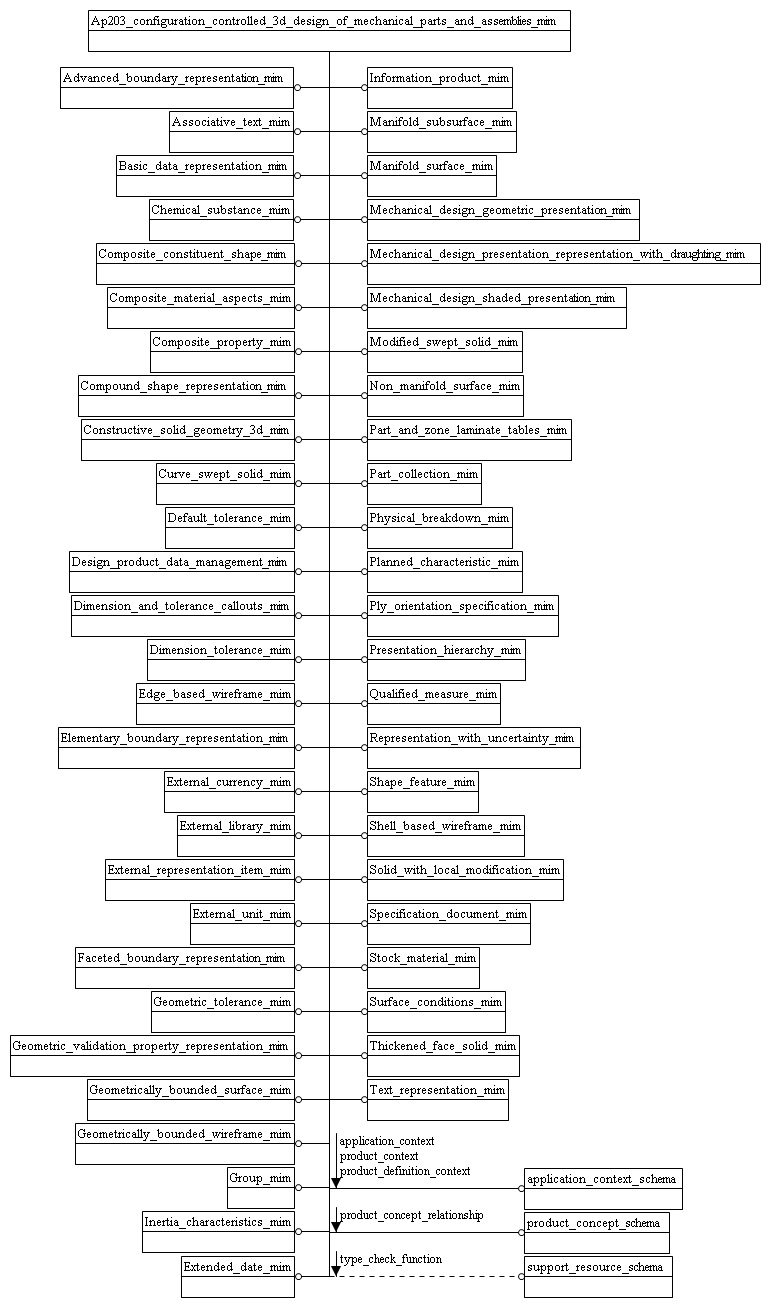 Ap203_configuration_controlled_3d_design_of_mechanical_parts_and_assemblies_mim
Advanced_boundary_representation_mim
Information_product_mim
Associative_text_mim
Manifold_subsurface_mim
Basic_data_representation_mim
Manifold_surface_mim
Chemical_substance_mim
Mechanical_design_geometric_presentation_mim
Composite_constituent_shape_mim
Mechanical_design_presentation_representation_with_draughting_mim
Composite_material_aspects_mim
Mechanical_design_shaded_presentation_mim
Composite_property_mim
Modified_swept_solid_mim
Compound_shape_representation_mim
Non_manifold_surface_mim
Constructive_solid_geometry_3d_mim
Part_and_zone_laminate_tables_mim
Curve_swept_solid_mim
Part_collection_mim
Default_tolerance_mim
Physical_breakdown_mim
Design_product_data_management_mim
Planned_characteristic_mim
Dimension_and_tolerance_callouts_mim
Ply_orientation_specification_mim
Dimension_tolerance_mim
Presentation_hierarchy_mim
Edge_based_wireframe_mim
Qualified_measure_mim
Elementary_boundary_representation_mim
Representation_with_uncertainty_mim
External_currency_mim
Shape_feature_mim
External_library_mim
Shell_based_wireframe_mim
External_representation_item_mim
Solid_with_local_modification_mim
External_unit_mim
Specification_document_mim
Faceted_boundary_representation_mim
Stock_material_mim
Geometric_tolerance_mim
Surface_conditions_mim
Geometric_validation_property_representation_mim
Thickened_face_solid_mim
Geometrically_bounded_surface_mim
Text_representation_mim
Geometrically_bounded_wireframe_mim
application_context
product_context
product_definition_context
Group_mim
application_context_schema
Inertia_characteristics_mim
product_concept_relationship
product_concept_schema
Extended_date_mim
type_check_function
support_resource_schema